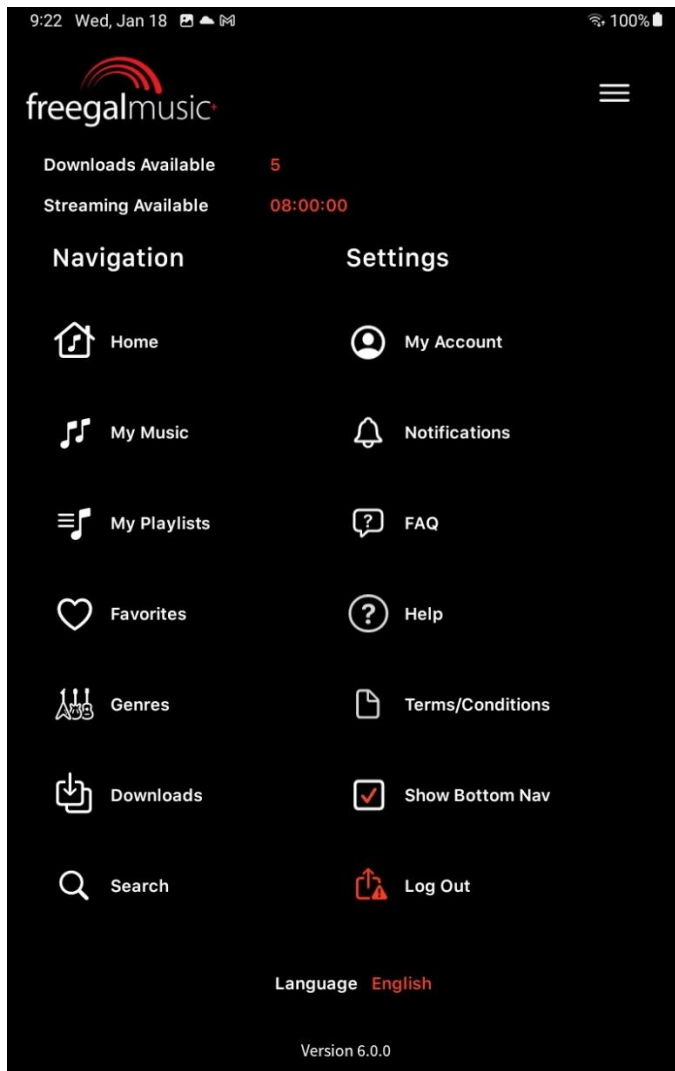 9:22 Wed, Jan 18 100%
freegalmusic+
Downloads Available 5
Streaming Available 08:00:00
Navigation Settings
Home My Account
My Music Notifications
My Playlists ? FAQ
Favorites ? Help
Genres Terms/Conditions
Downloads Show Bottom Nav
Search Log Out
Language English
Version 6.0.0